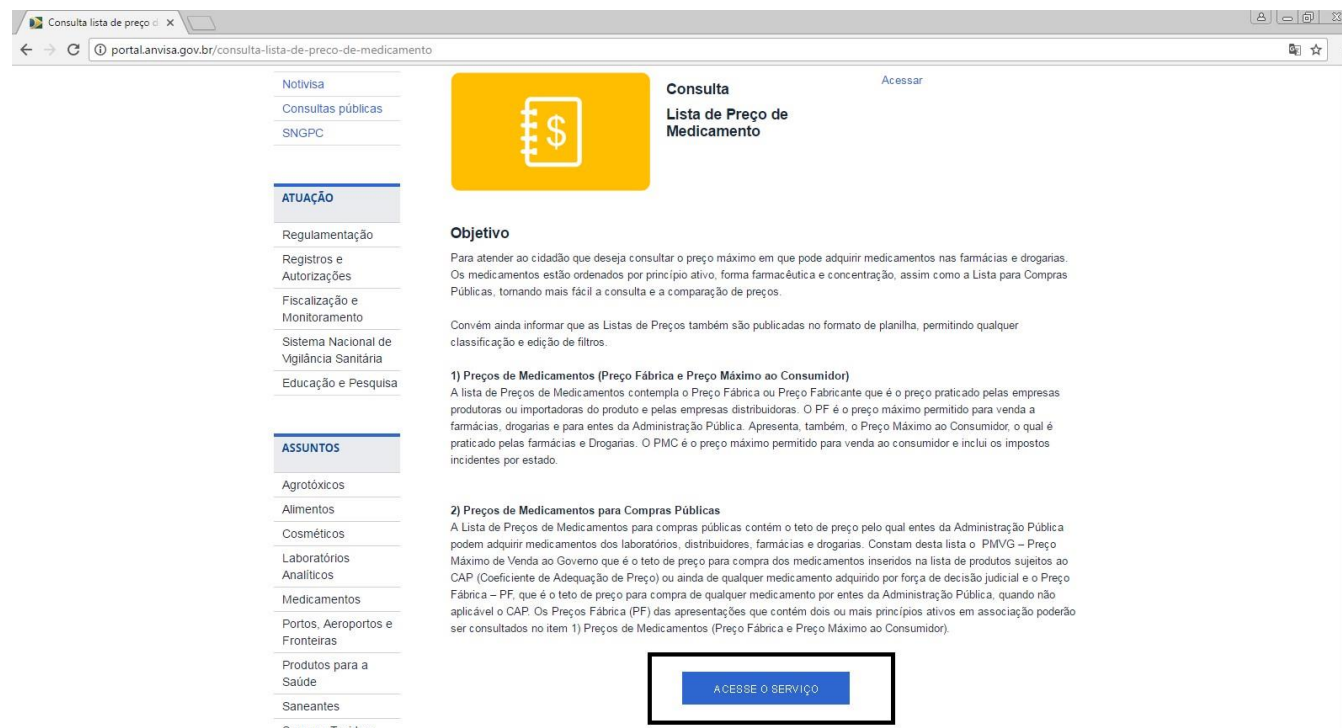 Consulta lista de preço d
portal.anvisa.gov.br/consulta-lista-de-preco-de-medicamento
Notivisa
Consultas públicas
SNGPC
ATUAÇÃO
Regulamentação
Registros e
Autorizações
Fiscalização e
Monitoramento
Sistema Nacional de
Vigilância Sanitária
Educação e Pesquisa
ASSUNTOS
Agrotóxicos
Alimentos
Cosméticos
Laboratórios
Analíticos
Medicamentos
Portos, Aeroportos e
Fronteiras
Produtos para a
Saúde
Saneantes
$
Consulta
Lista de Preço de
Medicamento
Acessar
Objetivo
Para atender ao cidadão que deseja consultar o preço máximo em que pode adquirir medicamentos nas farmácias e drogarias.
Os medicamentos estão ordenados por princípio ativo, forma farmacêutica e concentração, assim como a Lista para Compras
Públicas, tornando mais fácil a consulta e a comparação de preços.
Convém ainda informar que as Listas de Preços também são publicadas no formato de planilha, permitindo qualquer
classificação e edição de filtros.
1) Preços de Medicamentos (Preço Fábrica e Preço Máximo ao Consumidor)
A lista de Preços de Medicamentos contempla o Preço Fábrica ou Preço Fabricante que é o preço praticado pelas empresas
produtoras ou importadoras do produto e pelas empresas distribuidoras. O PF é o preço máximo permitido para venda a
farmácias, drogarias e para entes da Administração Pública. Apresenta, também, o Preço Máximo ao Consumidor, o qual é
praticado pelas farmácias e Drogarias. O PMC é o preço máximo permitido para venda ao consumidor e inclui os impostos
incidentes por estado.
2) Preços de Medicamentos para Compras Públicas
A Lista de Preços de Medicamentos para compras públicas contém o teto de preço pelo qual entes da Administração Pública
podem adquirir medicamentos dos laboratórios, distribuidores, farmácias e drogarias. Constam desta lista o PMVG – Preço
Máximo de Venda ao Governo que é o teto de preço para compra dos medicamentos inseridos na lista de produtos sujeitos ao
CAP (Coeficiente de Adequação de Preço) ou ainda de qualquer medicamento adquirido por força de decisão judicial e o Preço
Fábrica – PF, que é o teto de preço para compra de qualquer medicamento por entes da Administração Pública, quando não
aplicável o CAP. Os Preços Fábrica (PF) das apresentações que contém dois ou mais princípios ativos em associação poderão
ser consultados no item 1) Preços de Medicamentos (Preço Fábrica e Preço Máximo ao Consumidor).
ACESSE O SERVIÇO